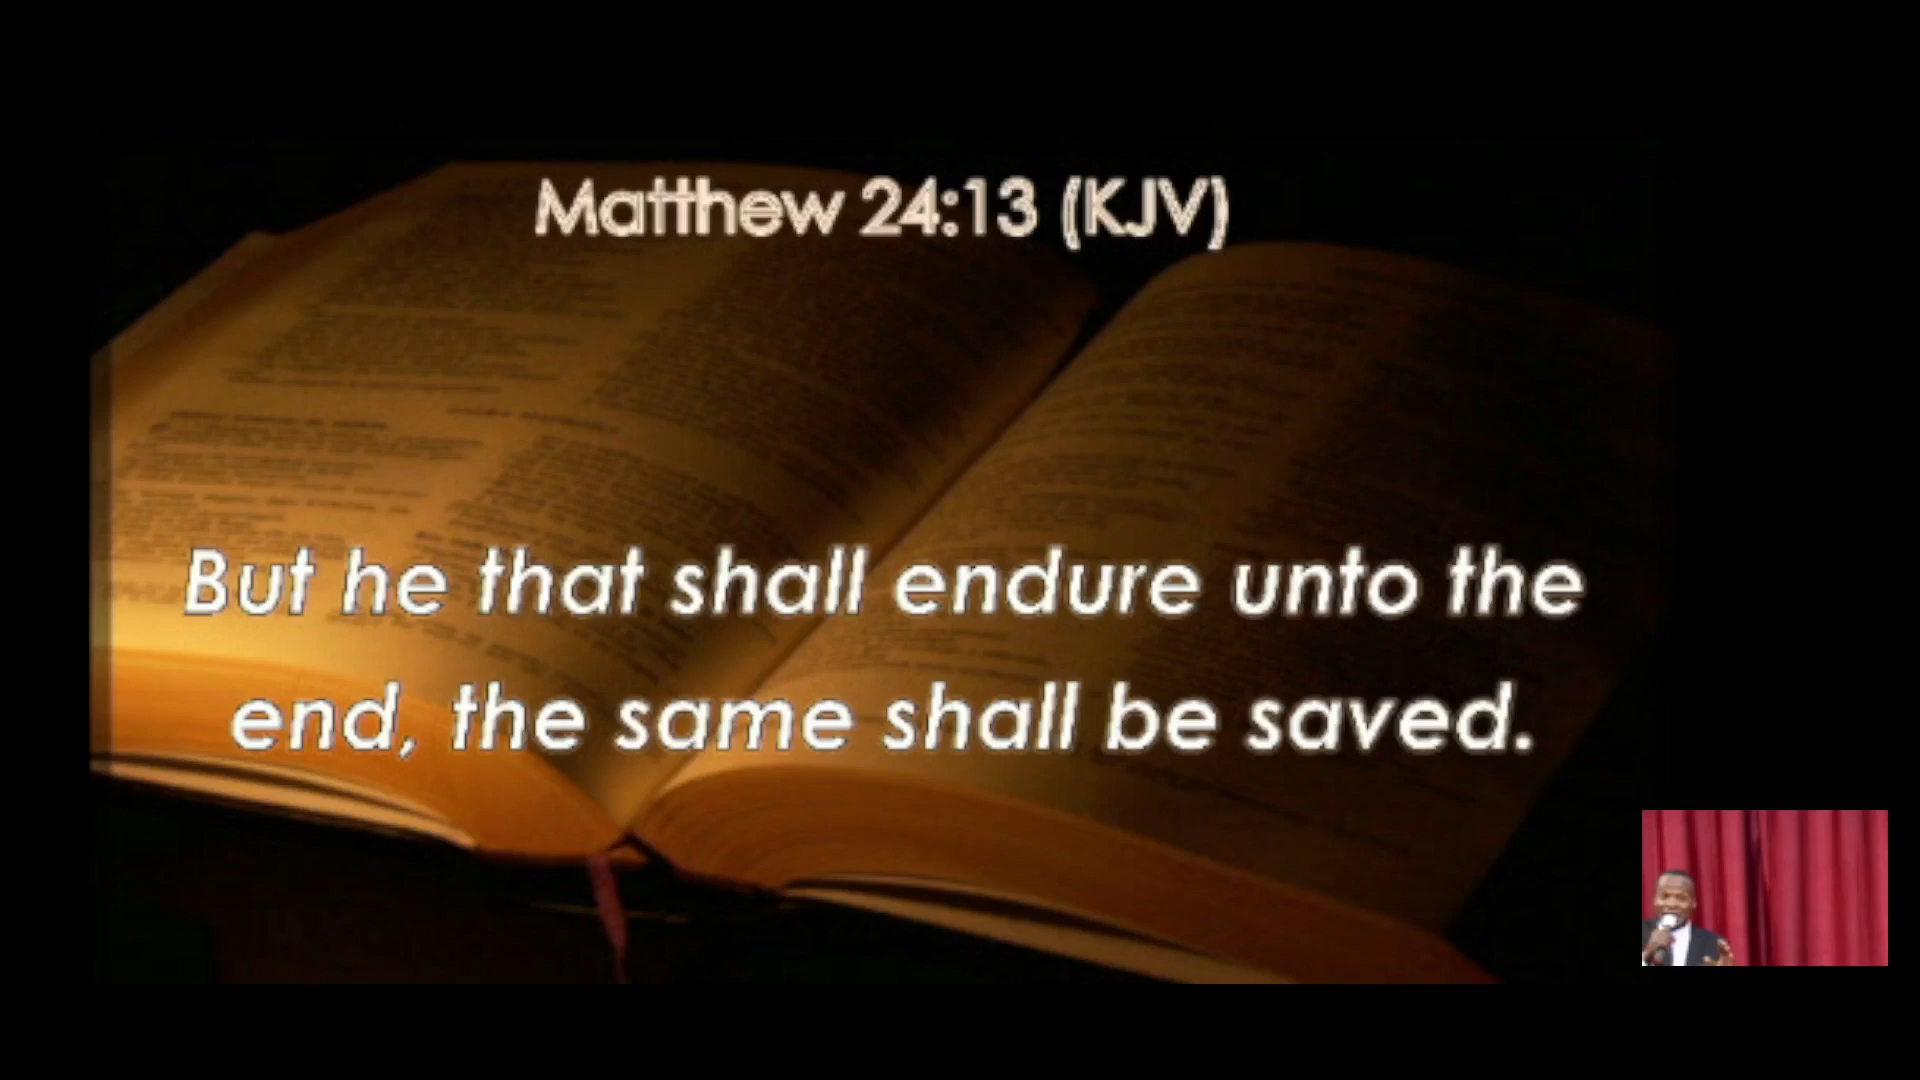 Matthew 24:13 (KJV)
But he that shall endure unto the
end, the same shall be saved.